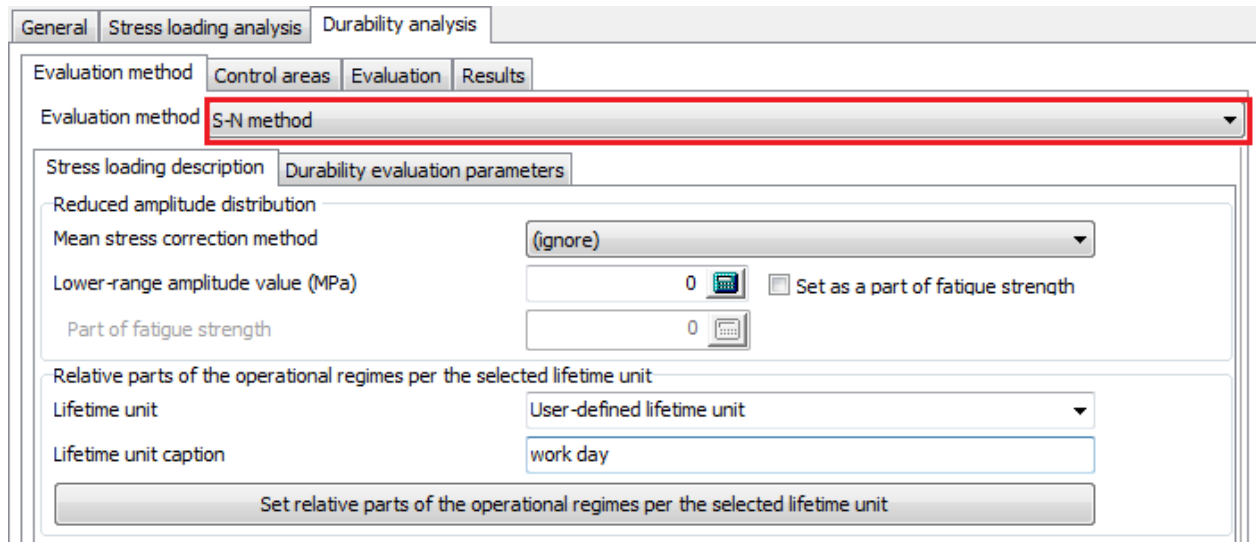 General Stress loading analysis Durability analysis
Evaluation method Control areas Evaluation Results
Evaluation method S-N method
Stress loading description Durability evaluation parameters
Reduced amplitude distribution
Mean stress correction method (ignore)
Lower-range amplitude value (MPa) 0 Set as a part of fatigue strength
Part of fatigue strength 0
Relative parts of the operational regimes per the selected lifetime unit
Lifetime unit User-defined lifetime unit
Lifetime unit caption work day
Set relative parts of the operational regimes per the selected lifetime unit